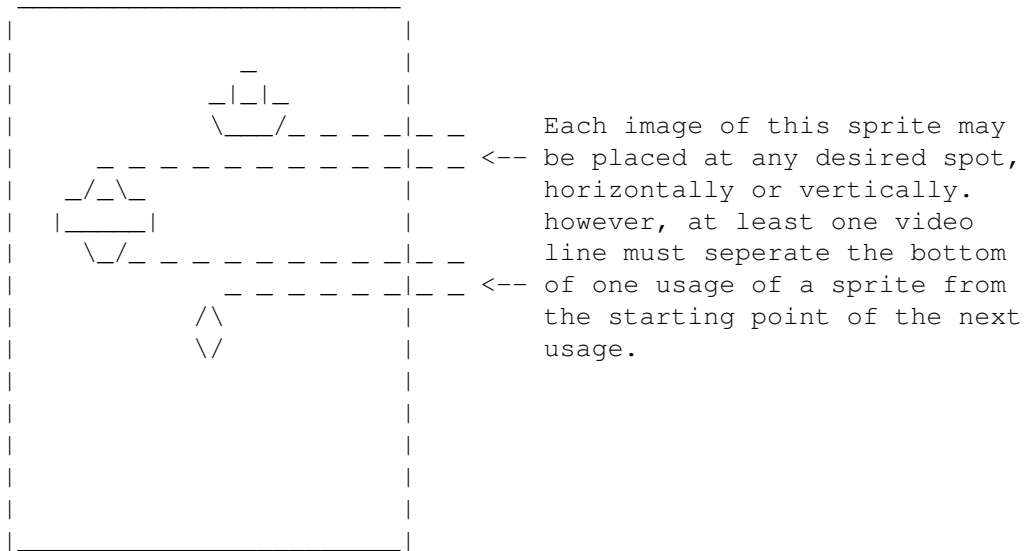 Each image of this sprite may
<-- be placed at any desired spot,
horizontally or vertically.
however, at least one video
line must seperate the bottom
<-- of one usage of a sprite from
the starting point of the next
usage.